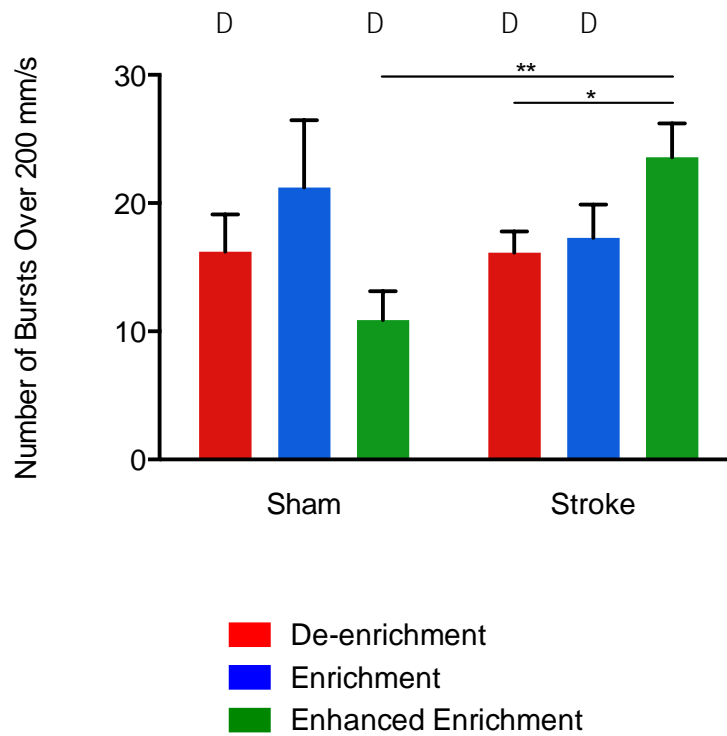 D D D D
30
**
*
20
10
0
Number of Bursts Over 200 mm/s
Sham Stroke
De-enrichment
Enrichment
Enhanced Enrichment